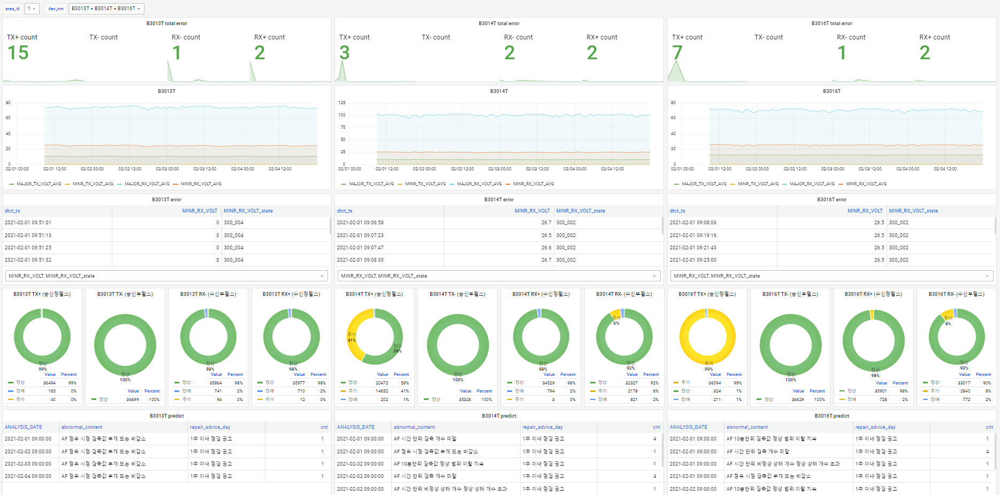 area_id 1 dev_nm B3013T + B3014T + B3016T
B3013T total error
TX+ count TX- count RX- count RX+ count
15 1 2
B3014T total error
TX+ count TX- count RX- count RX+ count
3 2 2
B3016T total error
TX+ count TX- count RX- count RX+ count
7 1 2
B3013T
80
60
40
20
0
02/01 00:00 02/01 12:00 02/02 00:00 02/02 12:00 02/03 00:00 02/03 12:00 02/04 00:00 02/04 12:00
MAJOR_TX_VOLT_AVG MINR_TX_VOLT_AVG MAJOR_RX_VOLT_AVG MINR_RX_VOLT_AVG
B3014T
125
100
75
50
25
0
02/01 00:00 02/01 12:00 02/02 00:00 02/02 12:00 02/03 00:00 02/03 12:00 02/04 00:00 02/04 12:00
MAJOR_TX_VOLT_AVG MINR_TX_VOLT_AVG MAJOR_RX_VOLT_AVG MINR_RX_VOLT_AVG
B3016T
80
60
40
20
0
02/01 00:00 02/01 12:00 02/02 00:00 02/02 12:00 02/03 00:00 02/03 12:00 02/04 00:00 02/04 12:00
MAJOR_TX_VOLT_AVG MINR_TX_VOLT_AVG MAJOR_RX_VOLT_AVG MINR_RX_VOLT_AVG
B3013T error
dtct_ts MINR_RX_VOLT MINR_RX_VOLT_state
2021-02-01 09:51:01 0 300_004
2021-02-01 09:51:13 0 300_004
2021-02-01 09:51:25 0 300_004
2021-02-01 09:51:32 0 300_004
MINR_RX_VOLT, MINR_RX_VOLT_state
B3014T error
dtct_ts MINR_RX_VOLT MINR_RX_VOLT_state
2021-02-01 09:06:58 26.7 300_002
2021-02-01 09:07:23 26.5 300_002
2021-02-01 09:07:47 26.6 300_002
2021-02-01 09:08:30 26.7 300_002
MINR_RX_VOLT, MINR_RX_VOLT_state
B3016T error
dtct_ts MINR_RX_VOLT MINR_RX_VOLT_state
2021-02-01 09:08:06 26.5 300_002
2021-02-01 09:19:16 26.5 300_002
2021-02-01 09:21:43 26.5 300_002
2021-02-01 09:25:00 26.5 300_002
MINR_RX_VOLT, MINR_RX_VOLT_state
B3013T TX+ (송신정펄스)
정상
99%
Value Percent
정상 36494 99%
장애 165 0%
주의 40 0%
B3013T TX- (송신부펄스)
정상
100%
Value Percent
정상 36699 100%
B3013T RX- (수신부펄스)
정상
98%
Value Percent
정상 35864 98%
장애 741 2%
주의 94 0%
B3013T RX+ (수신정펄스)
정상
98%
Value Percent
정상 35977 98%
장애 710 2%
주의 12 0%
B3014T TX+ (송신정펄스)
주의
41%
정상
58%
Value Percent
정상 20472 58%
주의 14652 41%
장애 202 1%
B3014T TX- (송신부펄스)
정상
100%
Value Percent
정상 35326 100%
B3014T RX+ (수신정펄스)
정상
98%
Value Percent
정상 34529 98%
장애 794 2%
주의 3 0%
B3014T RX- (수신부펄스)
주의
6%
정상
92%
Value Percent
정상 32327 92%
주의 2178 6%
장애 821 2%
B3016T TX+ (송신정펄스)
주의
99%
Value Percent
주의 36094 99%
정상 324 1%
장애 211 1%
B3016T TX- (송신부펄스)
정상
100%
Value Percent
정상 36629 100%
B3016T RX+ (수신정펄스)
정상
98%
Value Percent
정상 35901 98%
장애 728 2%
B3016T RX- (수신부펄스)
주의
8%
정상
90%
Value Percent
정상 33017 90%
주의 2840 8%
장애 772 2%
B3013T predict
ANALYSIS_DATE abnormal_content repair_advice_day cnt
2021-02-01 09:00:00 AF 점유 시점 검측값 부재 또는 비감소 1주 이내 점검 권고 1
2021-02-02 09:00:00 AF 점유 시점 검측값 부재 또는 비감소 1주 이내 점검 권고 1
2021-02-03 09:00:00 AF 점유 시점 검측값 부재 또는 비감소 1주 이내 점검 권고 1
2021-02-04 09:00:00 AF 점유 시점 검측값 부재 또는 비감소 1주 이내 점검 권고 1
B3014T predict
ANALYSIS_DATE abnormal_content repair_advice_day cnt
2021-02-01 09:00:00 AF 시간 단위 검측 개수 미달 1주 이내 점검 권고 4
2021-02-01 09:00:00 AF 점유 시점 검측값 부재 또는 비감소 1주 이내 점검 권고 1
2021-02-02 09:00:00 AF 10분단위 검측값 정상 범위 이탈 지속 1주 이내 점검 권고 1
2021-02-02 09:00:00 AF 시간 단위 검측 개수 미달 1주 이내 점검 권고 4
2021-02-02 09:00:00 AF 시간 단위 비정상 상태 개수 정상 상태 개수 초과 1주 이내 점검 권고 1
B3016T predict
ANALYSIS_DATE abnormal_content repair_advice_day cnt
2021-02-01 09:00:00 AF 10분단위 검측값 정상 범위 이탈 지속 1주 이내 점검 권고 1
2021-02-01 09:00:00 AF 시간 단위 검측 개수 미달 1주 이내 점검 권고 4
2021-02-01 09:00:00 AF 시간 단위 비정상 상태 개수 정상 상태 개수 초과 1주 이내 점검 권고 1
2021-02-01 09:00:00 AF 점유 시점 검측값 부재 또는 비감소 1주 이내 점검 권고 1
2021-02-02 09:00:00 AF 10분단위 검측값 정상 범위 이탈 지속 1주 이내 점검 권고 1